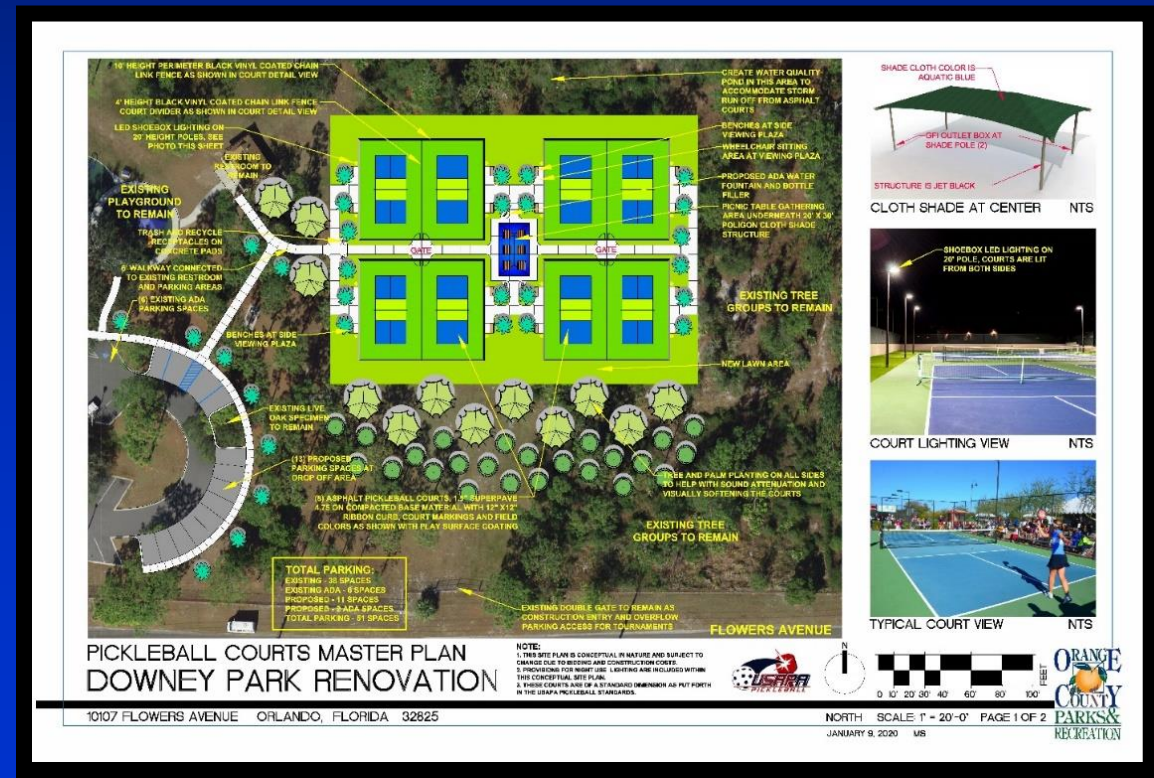 10' HEIGHT PERIMETER BLACK VINYL COATED CHAIN
LINK FENCE AS SHOWN IN COURT DETAIL VIEW
4' HEIGHT BLACK VINYL COATED CHAIN LINK FENCE
COURT DIVIDER AS SHOWN IN COURT DETAIL VIEW
LED SHOEBOX LIGHTING ON
20' HEIGHT POLES, SEE
PHOTO THIS SHEET
EXISTING
RESTROOM TO
REMAIN
EXISTING
PLAYGROUND
TO REMAIN
TRASH AND RECYCLE
RECEPTACLES ON
CONCRETE PADS
6' WALKWAY CONNECTED
TO EXISTING RESTROOM
AND PARKING AREAS
(6) EXISTING ADA
PARKING SPACES
BENCHES AT SIDE
VIEWING PLAZA
EXISTING LIVE
OAK SPECIMEN
TO REMAIN
(13) PROPOSED
PARKING SPACES AT
DROP OFF AREA
(8) ASPHALT PICKLEBALL COURTS, 1.5" SUPERPAVE
4.75 ON COMPACTED BASE MATERIAL WITH 12" X12"
RIBBON CURB, COURT MARKINGS AND FIELD
COLORS AS SHOWN WITH PLAY SURFACE COATING
TOTAL PARKING:
EXISTING - 38 SPACES
EXISTING ADA - 6 SPACES
PROPOSED - 11 SPACES
PROPOSED - 2 ADA SPACES
TOTAL PARKING - 51 SPACES
GATE
GATE
CREATE WATER QUALITY
POND IN THIS AREA TO
ACCOMMODATE STORM
RUN OFF FROM ASPHALT
COURTS
BENCHES AT SIDE
VIEWING PLAZA
WHEELCHAIR SITTING
AREA AT VIEWING PLAZA
PROPOSED ADA WATER
FOUNTAIN AND BOTTLE
FILLER
PICNIC TABLE GATHERING
AREA UNDERNEATH 20' X 30'
POLIGON CLOTH SHADE
STRUCTURE
EXISTING TREE
GROUPS TO REMAIN
NEW LAWN AREA
TREE AND PALM PLANTING ON ALL SIDES
TO HELP WITH SOUND ATTENUATION AND
VISUALLY SOFTENING THE COURTS
EXISTING TREE
GROUPS TO REMAIN
EXISTING DOUBLE GATE TO REMAIN AS
CONSTRUCTION ENTRY AND OVERFLOW
PARKING ACCESS FOR TOURNAMENTS
FLOWERS AVENUE
SHADE CLOTH COLOR IS
AQUATIC BLUE
GFI OUTLET BOX AT
SHADE POLE (2)
STRUCTURE IS JET BLACK
CLOTH SHADE AT CENTER NTS
SHOEBOX LED LIGHTING ON
20' POLE, COURTS ARE LIT
FROM BOTH SIDES
COURT LIGHTING VIEW NTS
TYPICAL COURT VIEW NTS
PICKLEBALL COURTS MASTER PLAN
DOWNEY PARK RENOVATION
NOTE:
1. THIS SITE PLAN IS CONCEPTUAL IN NATURE AND SUBJECT TO
CHANGE DUE TO BIDDING AND CONSTRUCTION COSTS.
2. PROVISIONS FOR NIGHT USE LIGHTING ARE INCLUDED WITHIN
THIS CONCEPTUAL SITE PLAN.
3. THESE COURTS ARE OF A STANDARD DIMENSION AS PUT FORTH
IN THE USAPA PICKLEBALL STANDARDS.
USAPA
PICKLEBALL
N
0 10' 20' 30' 40' 60' 80' 100'
FEET
ORANGE
COUNTY
PARKS&
RECREATION
10107 FLOWERS AVENUE ORLANDO, FLORIDA 32825
NORTH SCALE: 1" = 20'-0" PAGE 1 OF 2
JANUARY 9, 2020 MS